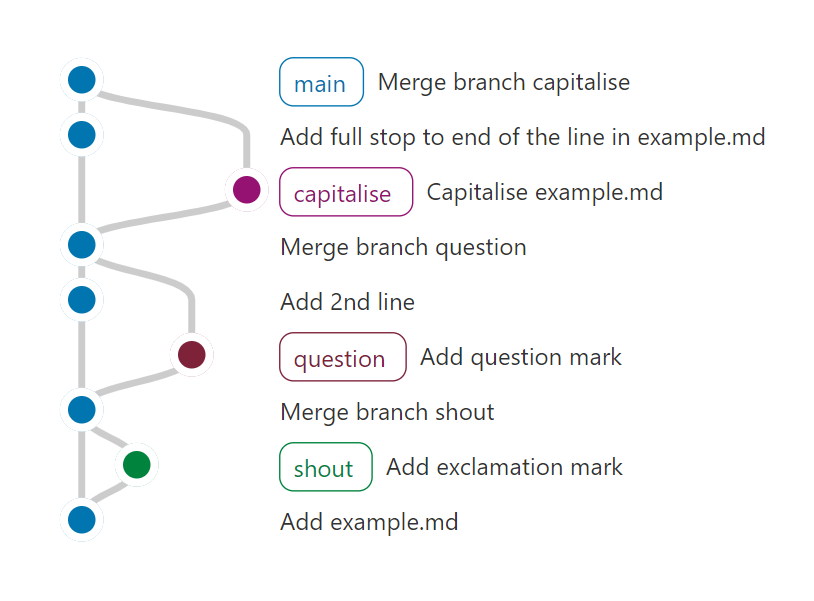 main Merge branch capitalise
Add full stop to end of the line in example.md
capitalise Capitalise example.md
Merge branch question
Add 2nd line
question Add question mark
Merge branch shout
shout Add exclamation mark
Add example.md